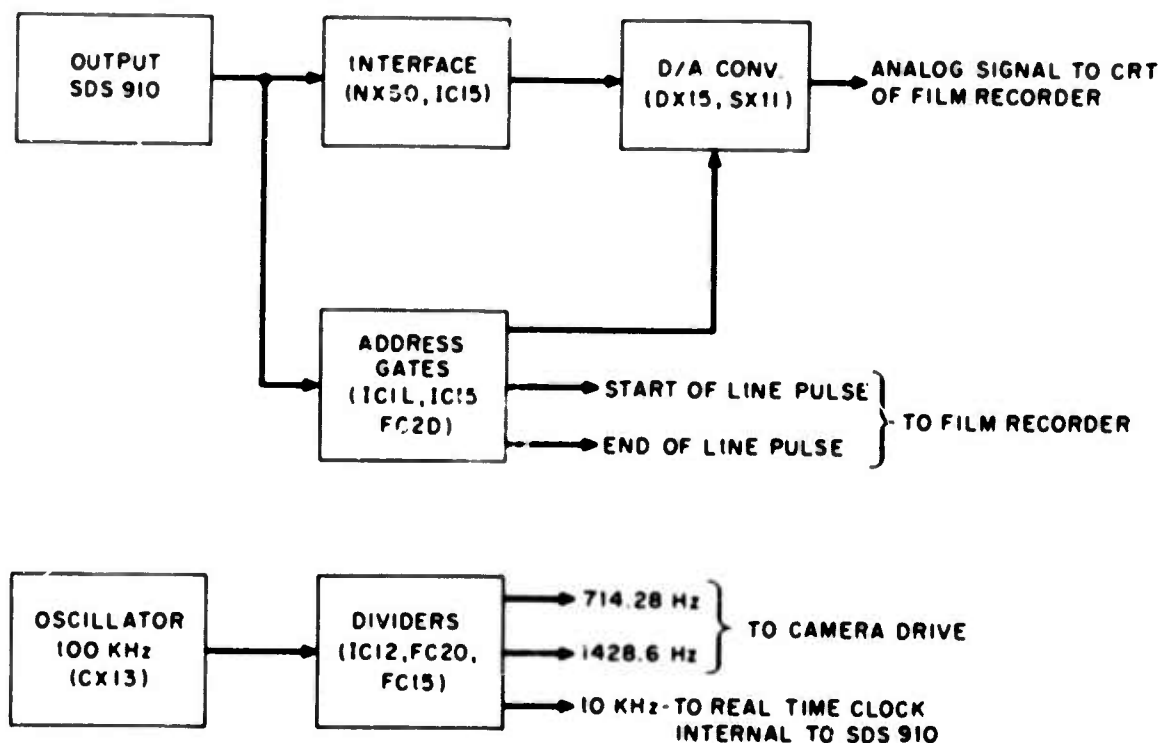 OUTPUT
SDS 910
INTERFACE
(NX50, IC15)
D/A CONV.
(DX15, SX11)
ANALOG SIGNAL TO CRT
OF FILM RECORDER
ADDRESS
GATES
(IC1L, IC15
FC2D)
START OF LINE PULSE
END OF LINE PULSE
TO FILM RECORDER
OSCILLATOR
100 KHz
(CX13)
DIVIDERS
(IC12, FC20,
FC15)
714.28 Hz
1428.6 Hz
TO CAMERA DRIVE
10 KHz - TO REAL TIME CLOCK
INTERNAL TO SDS 910